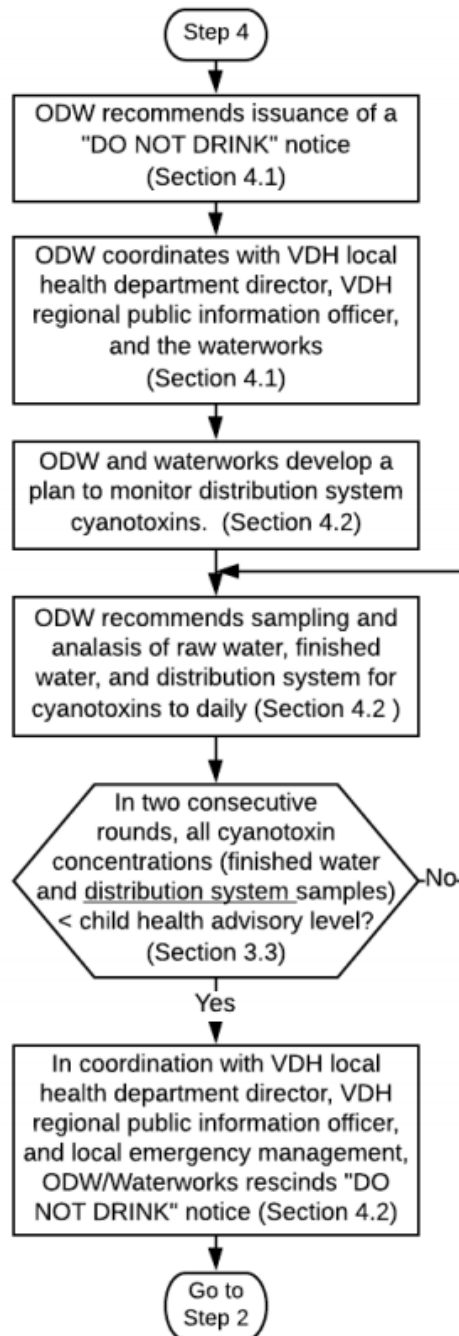 Step 4
ODW recommends issuance of a
"DO NOT DRINK" notice
(Section 4.1)
ODW coordinates with VDH local
health department director, VDH
regional public information officer,
and the waterworks
(Section 4.1)
ODW and waterworks develop a
plan to monitor distribution system
cyanotoxins.  (Section 4.2)
ODW recommends sampling and
analasis of raw water, finished
water, and distribution system for
cyanotoxins to daily (Section 4.2 )
In two consecutive
rounds, all cyanotoxin
concentrations (finished water
and distribution system samples)
< child health advisory level?
(Section 3.3)
No
Yes
In coordination with VDH local
health department director, VDH
regional public information officer,
and local emergency management,
ODW/Waterworks rescinds "DO
NOT DRINK" notice (Section 4.2)
Go to
Step 2